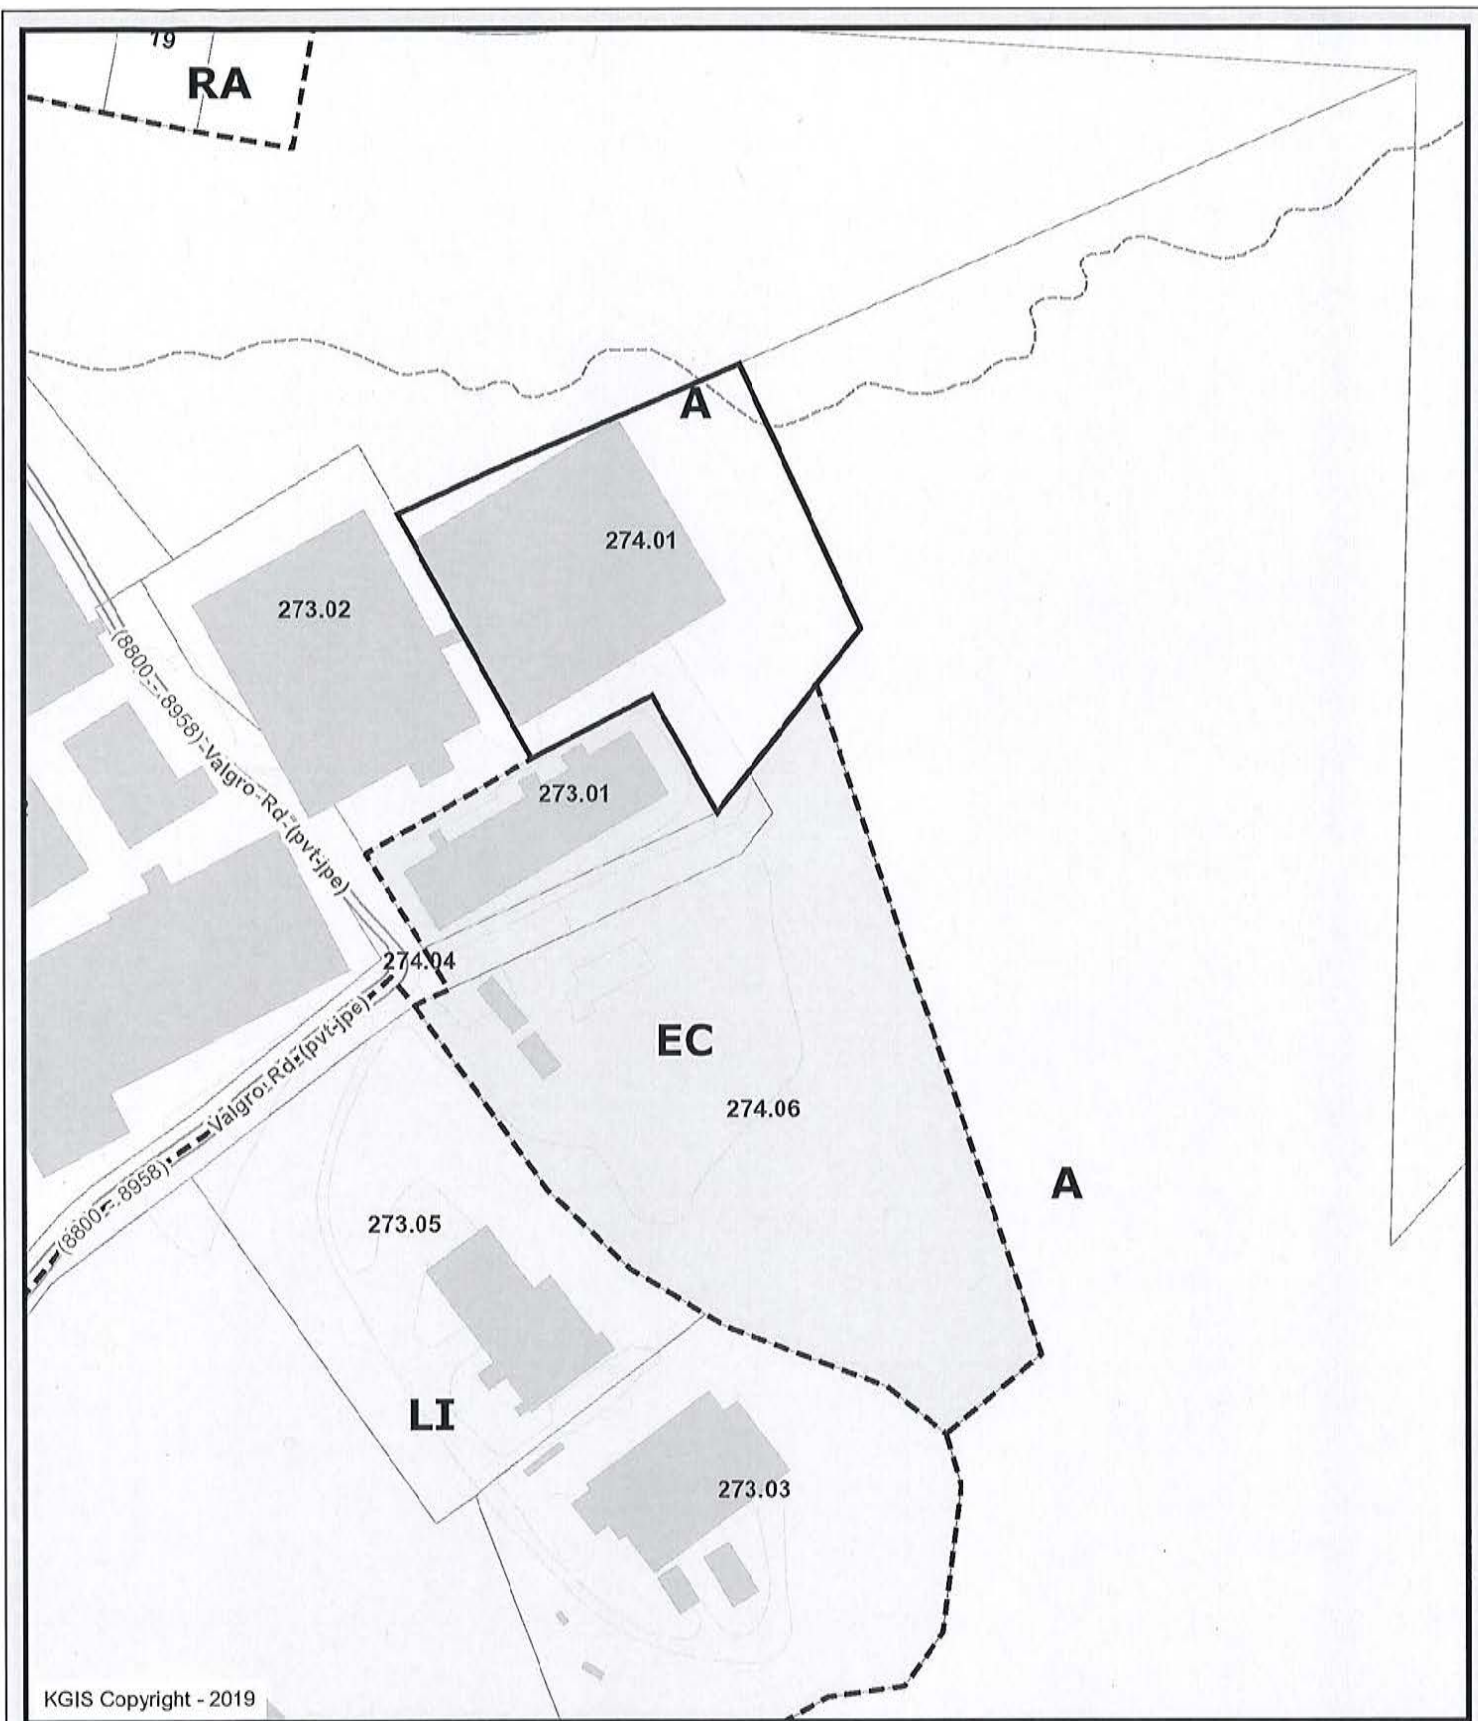 19
RA
A
274.01
273.02
(8800 - 8958) Valgro Rd (pvt-jpe)
273.01
274.04
EC
274.06
(8800 - 8958) Valgro Rd (pvt-jpe)
A
273.05
LI
273.03
KGIS Copyright - 2019